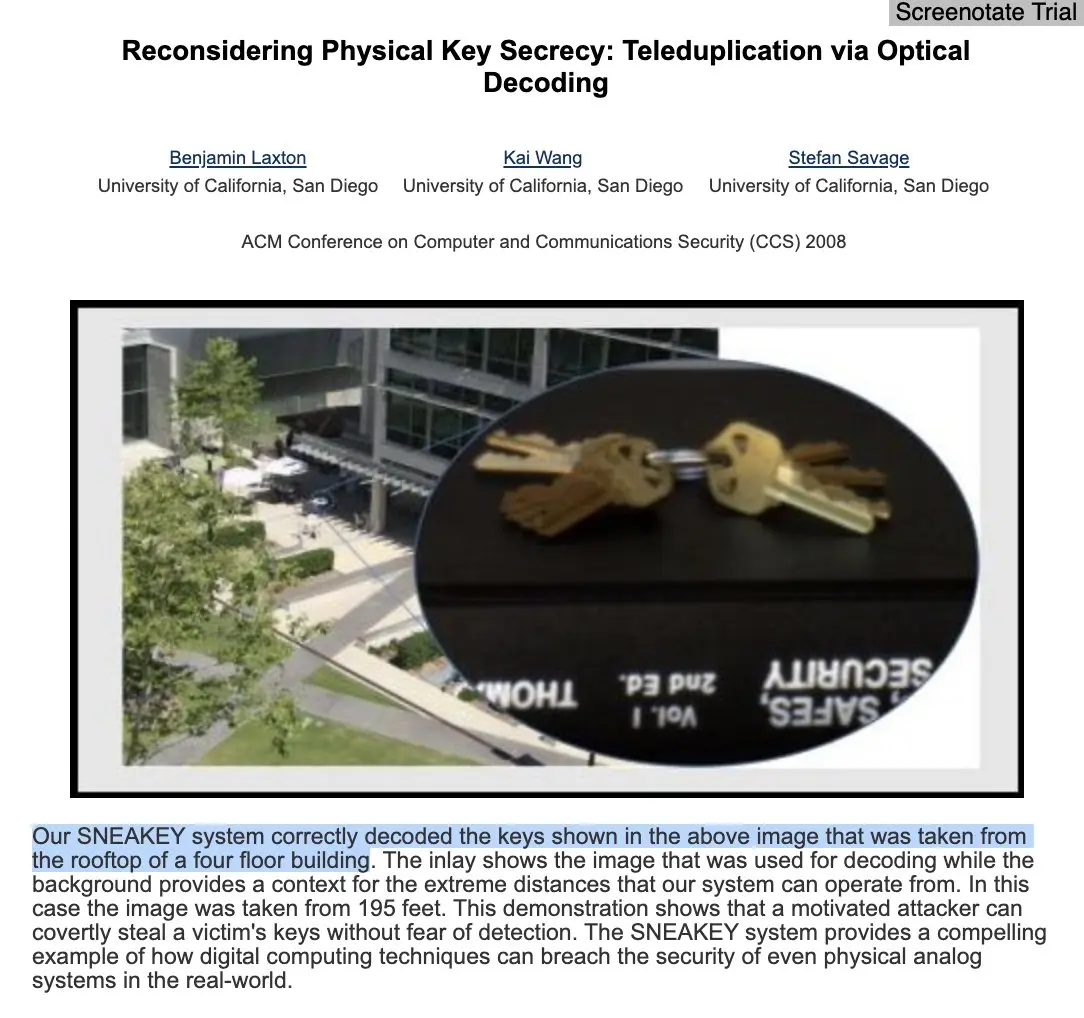 Screenotate Trial
Reconsidering Physical Key Secrecy: Teleduplication via Optical
Decoding
Benjamin Laxton
Kai Wang
Stefan Savage
University of California, San Diego
University of California, San Diego
University of California, San Diego
ACM Conference on Computer and Communications Security (CCS) 2008
, SAFES,
SECURITY
Vol. I
2nd Ed.
THOM
Our SNEAKEY system correctly decoded the keys shown in the above image that was taken from
the rooftop of a four floor building. The inlay shows the image that was used for decoding while the
background provides a context for the extreme distances that our system can operate from. In this
case the image was taken from 195 feet. This demonstration shows that a motivated attacker can
covertly steal a victim's keys without fear of detection. The SNEAKEY system provides a compelling
example of how digital computing techniques can breach the security of even physical analog
systems in the real-world.